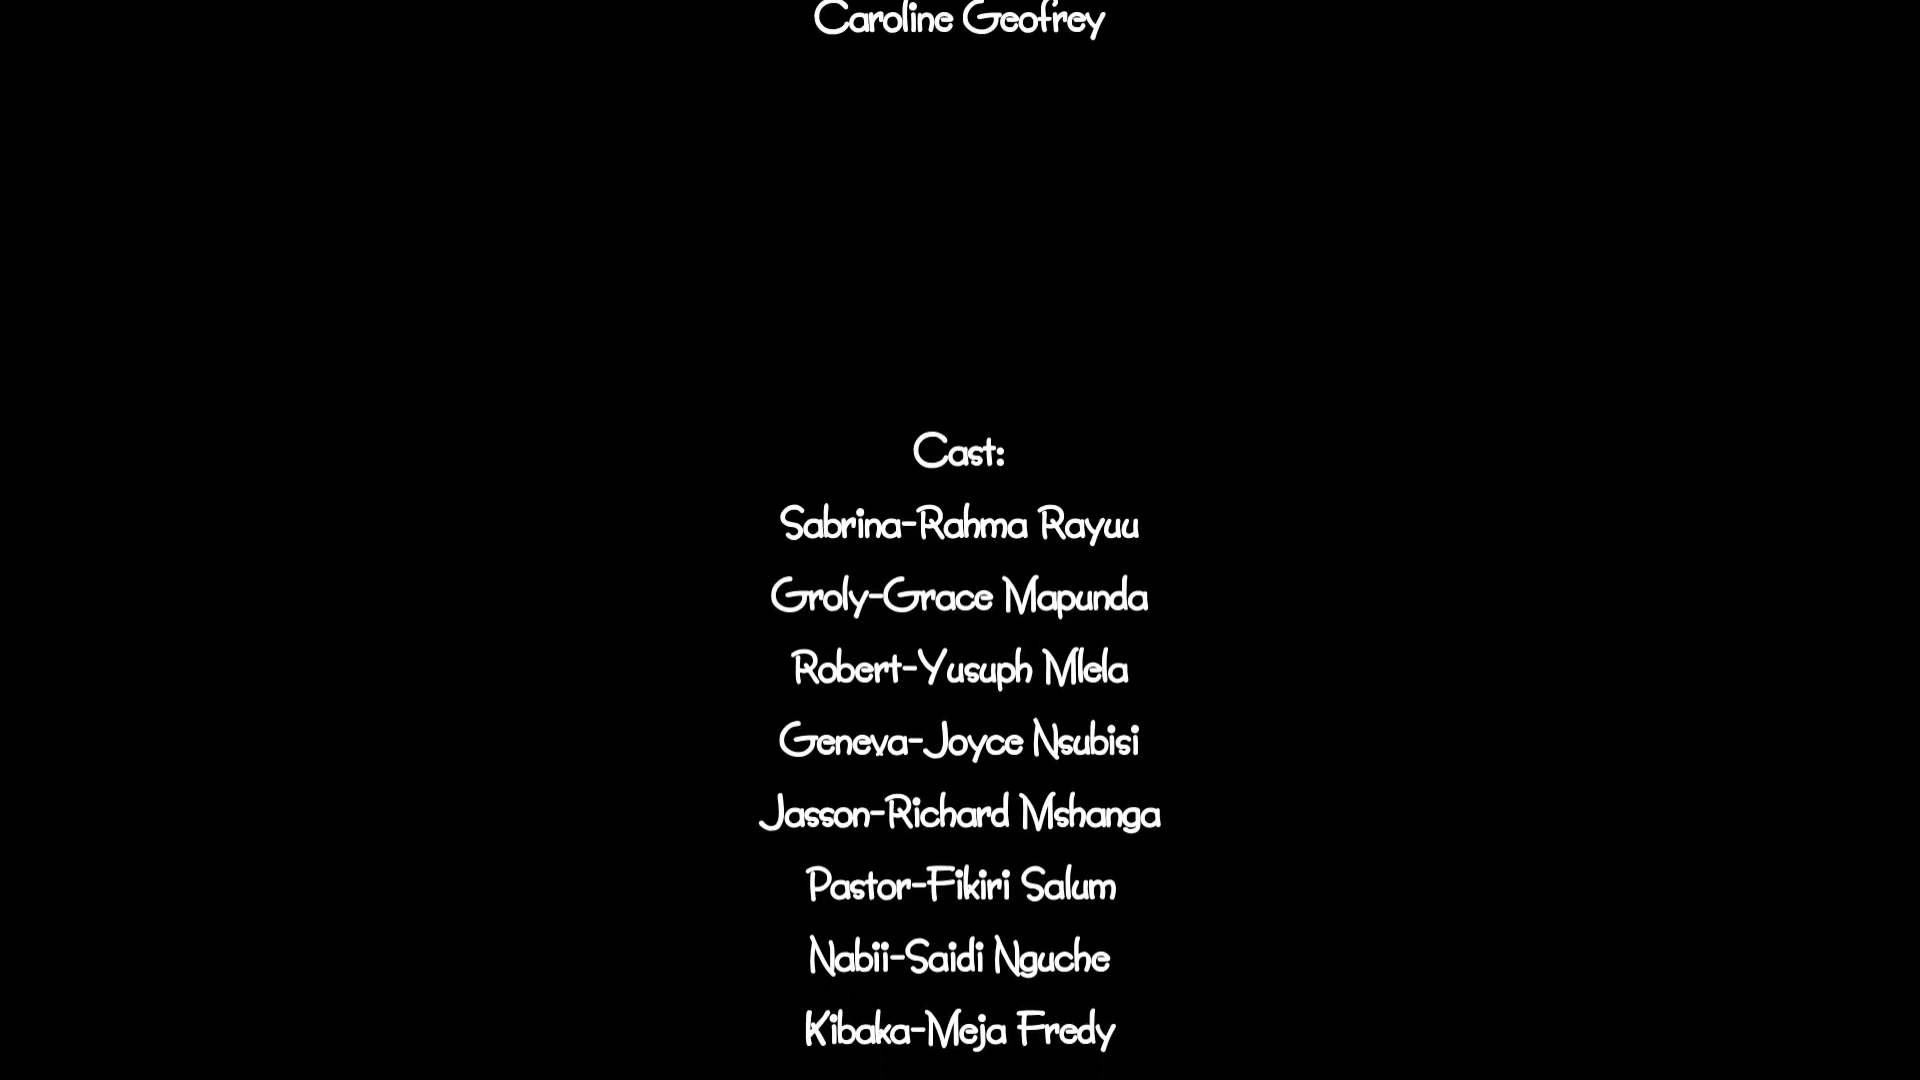 Caroline Geofrey
Cast:
Sabrina-Rahma Rayuu
Groly-Grace Mapunda
Robert-Yusuph Mlela
Geneva-Joyce Nsubisi
Jasson-Richard Mshanga
Pastor-Fikiri Salum
Nabii-Saidi Nguche
Kibaka-Meja Fredy